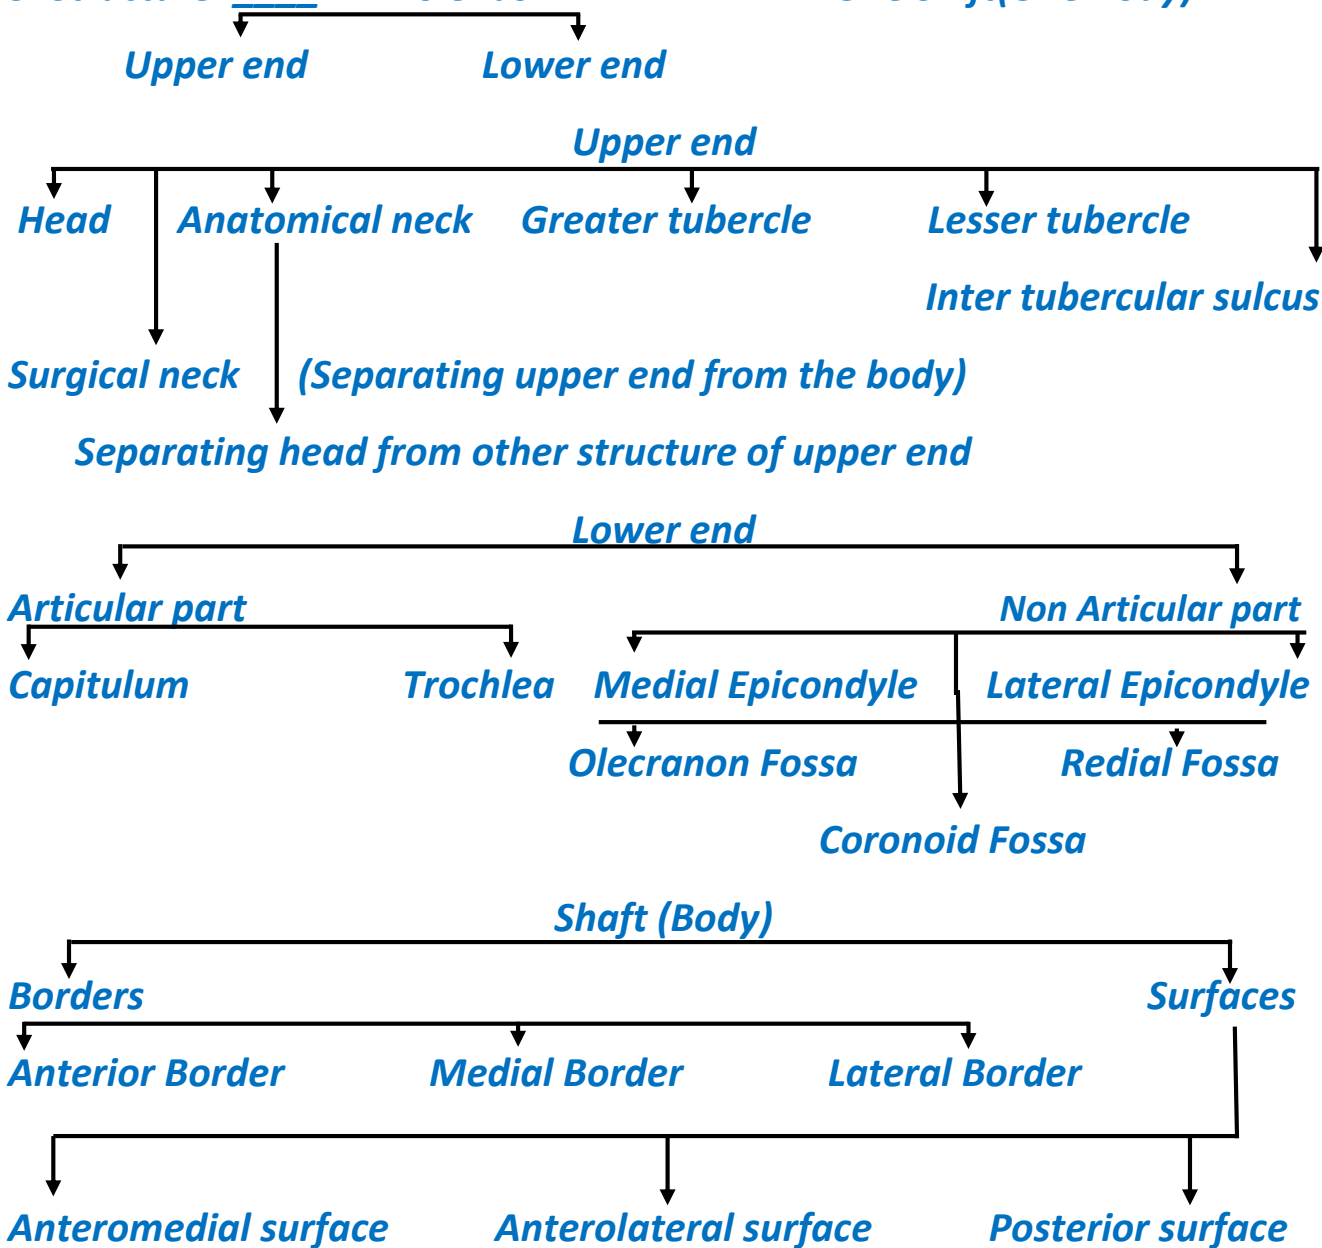 Upper end Lower end
Upper end
Head Anatomical neck Greater tubercle Lesser tubercle
Inter tubercular sulcus
Surgical neck (Separating upper end from the body)
Separating head from other structure of upper end
Lower end
Articular part Non Articular part
Capitulum Trochlea Medial Epicondyle Lateral Epicondyle
Olecranon Fossa Redial Fossa
Coronoid Fossa
Shaft (Body)
Borders Surfaces
Anterior Border Medial Border Lateral Border
Anteromedial surface Anterolateral surface Posterior surface